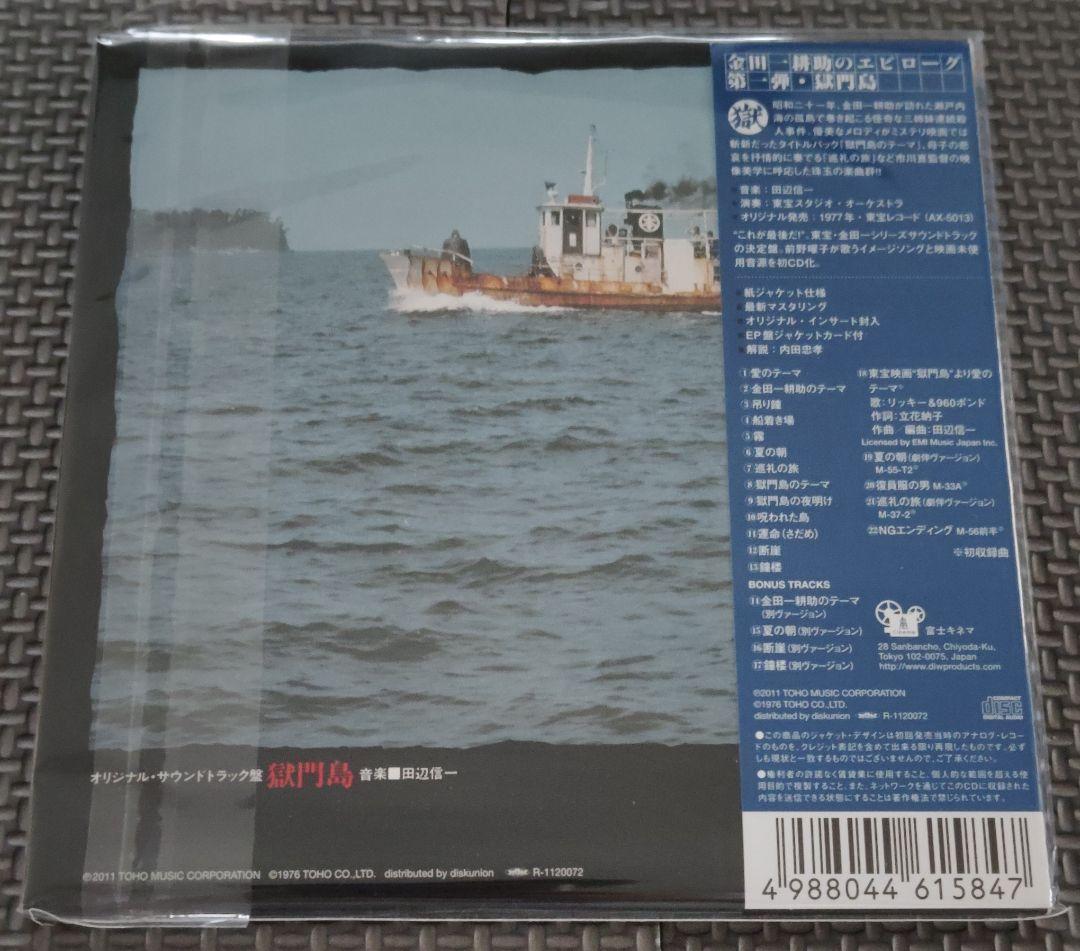 金田一耕助のエピローグ
第二弾・獄門島
獄
昭和二十一年、金田一耕助が訪れた瀬戸内
海の孤島で巻き起こる怪奇な三姉妹連続殺
人事件。優美なメロディがミステリ映画では
斬新だったタイトルバック「獄門島のテーマ」、母子の悲
哀を抒情的に奏でる「巡礼の旅」など市川崑監督の映
像美学に呼応した珠玉の楽曲群!!
・音楽:田辺信一
・演奏:東宝スタジオ・オーケストラ
・オリジナル発売:1977年・東宝レコード(AX-5013)
"これが最後だ!"。東宝・金田一シリーズサウンドトラック
の決定盤。前野曜子が歌うイメージソングと映画未使
用音源を初CD化。
・紙ジャケット仕様
・最新マスタリング
・オリジナル・インサート封入
・EP盤ジャケットカード付
・解説:内田忠孝
①愛のテーマ
②金田一耕助のテーマ
③吊り鐘
④船着き場
⑤霧
⑥夏の朝
⑦巡礼の旅
⑧獄門島のテーマ
⑨獄門島の夜明け
⑩呪われた島
⑪運命(さだめ)
⑫断崖
⑬鐘楼
BONUS TRACKS
⑭金田一耕助のテーマ
(別ヴァージョン)
⑮夏の朝(別ヴァージョン)
⑯断崖(別ヴァージョン)
⑰鐘楼(別ヴァージョン)
⑱東宝映画"獄門島"より愛の
テーマ※
歌:リッキー&960ポンド
作詞:立花納子
作曲/編曲:田辺信一
Licensed by EMI Music Japan Inc.
⑲夏の朝(劇伴ヴァージョン)
M-55-T2※
⑳復員服の男 M-33A※
㉑巡礼の旅(劇伴ヴァージョン)
M-37-2※
㉒NGエンディング M-56前半※
※初収録曲
cinema
富士キネマ
28 Sanbancho, Chiyoda-Ku,
Tokyo 102-0075, Japan
http://www.diwproducts.com
℗2011 TOHO MUSIC CORPORATION
©1976 TOHO CO.,LTD.
distributed by diskunion R-1120072
COMPACT
disc
DIGITAL AUDIO
●この商品のジャケット・デザインは初回発売当時のアナログ・レコー
ドのものを、クレジット表記を含めて出来る限り再現したものです。必ず
しも現状と一致するものではございませんので、ご了承ください。
●権利者の許諾なく賃貸業に使用すること、個人的な範囲を超える使
用目的で複製すること、また、ネットワークを通じてこのCDに収録された
内容を送信できる状態にすることは著作権法で禁じられています。
4 988044 615847
オリジナル・サウンドトラック盤 獄門島 音楽■田辺信一
℗2011 TOHO MUSIC CORPORATION ©1976 TOHO CO.,LTD. distributed by diskunion R-1120072